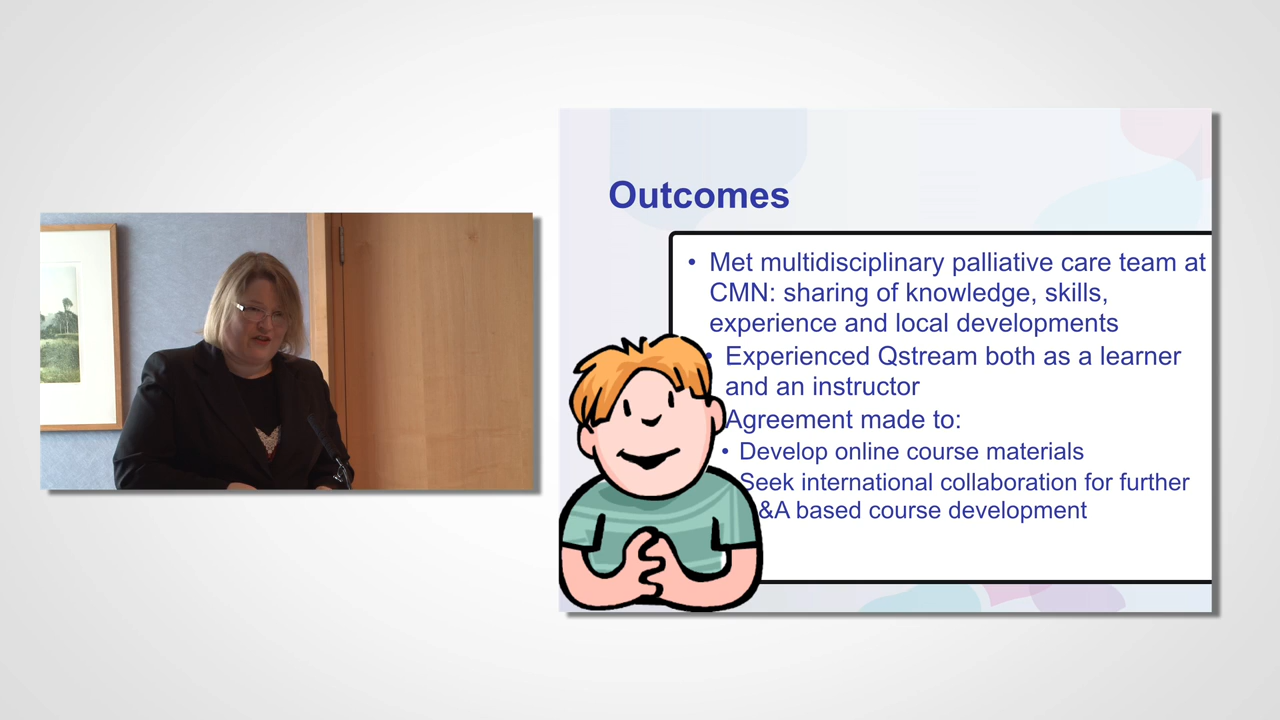 Outcomes
• Met multidisciplinary palliative care team at
CMN: sharing of knowledge, skills,
experience and local developments
• Experienced Qstream both as a learner
and an instructor
Agreement made to:
• Develop online course materials
Seek international collaboration for further
&A based course development